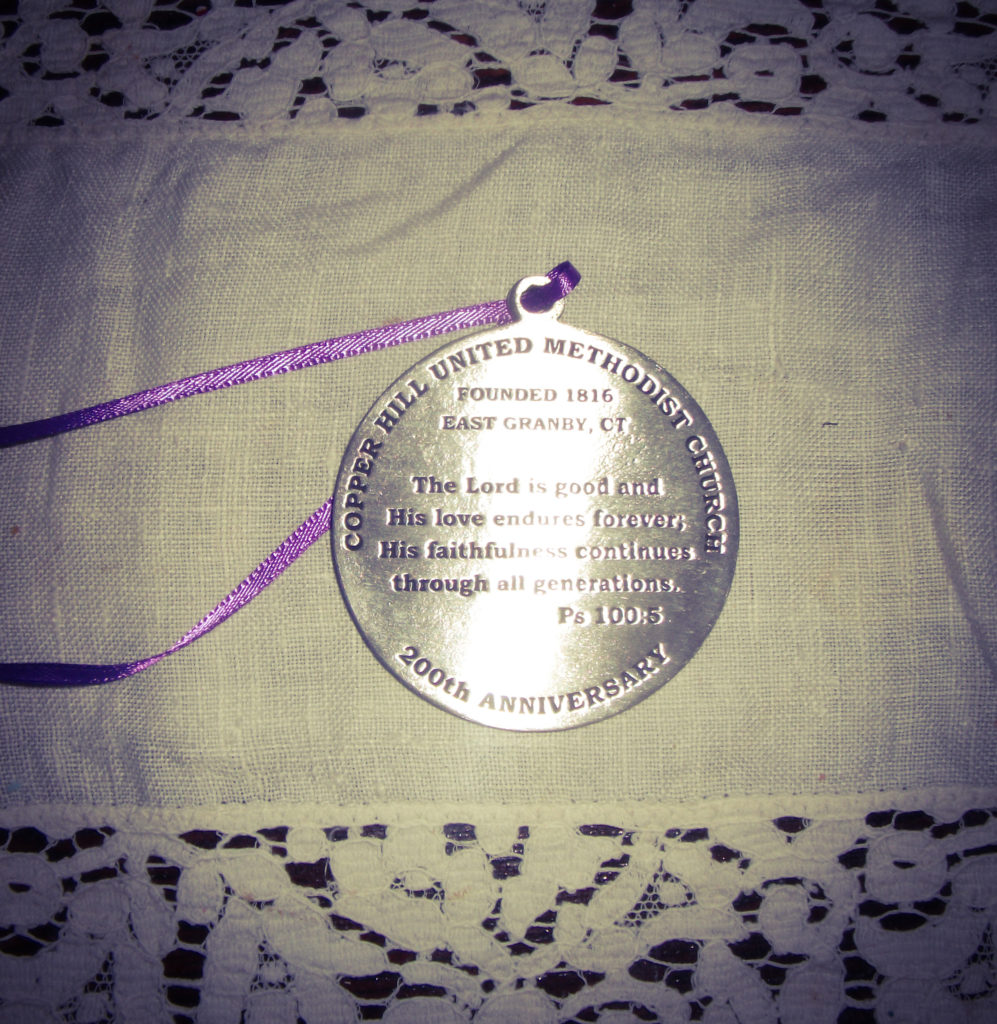 COPPER HILL UNITED METHODIST CHURCH
FOUNDED 1816
EAST GRANBY, CT
The Lord is good and
His love endures forever;
His faithfulness continues
through all generations.
Ps 100:5
200th ANNIVERSARY